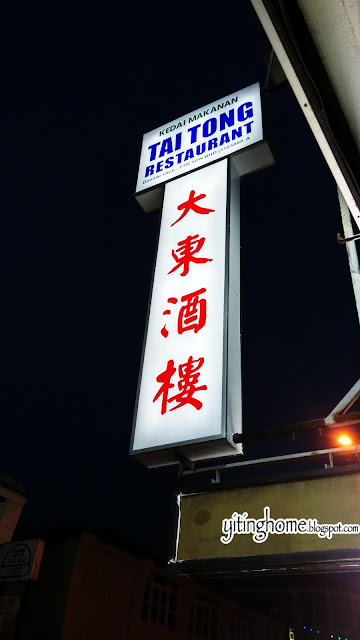 KEDAI MAKANAN
TAI TONG
RESTAURANT
大東酒樓
yitinghome.blogspot.com